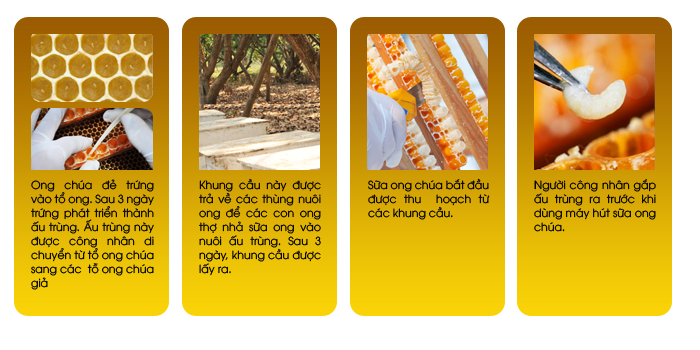 Ong chúa đẻ trứng
vào tổ ong. Sau 3 ngày
trứng phát triển thành
ấu trùng. Ấu trùng này
được công nhân di
chuyển từ tổ ong chúa
sang các tổ ong chúa
giả
Khung cầu này được
trả về các thùng nuôi
ong để các con ong
thợ nhả sữa ong vào
nuôi ấu trùng. Sau 3
ngày, khung cầu được
lấy ra.
Sữa ong chúa bắt đầu
được thu hoạch từ
các khung cầu.
Người công nhân gắp
ấu trùng ra trước khi
dùng máy hút sữa ong
chúa.